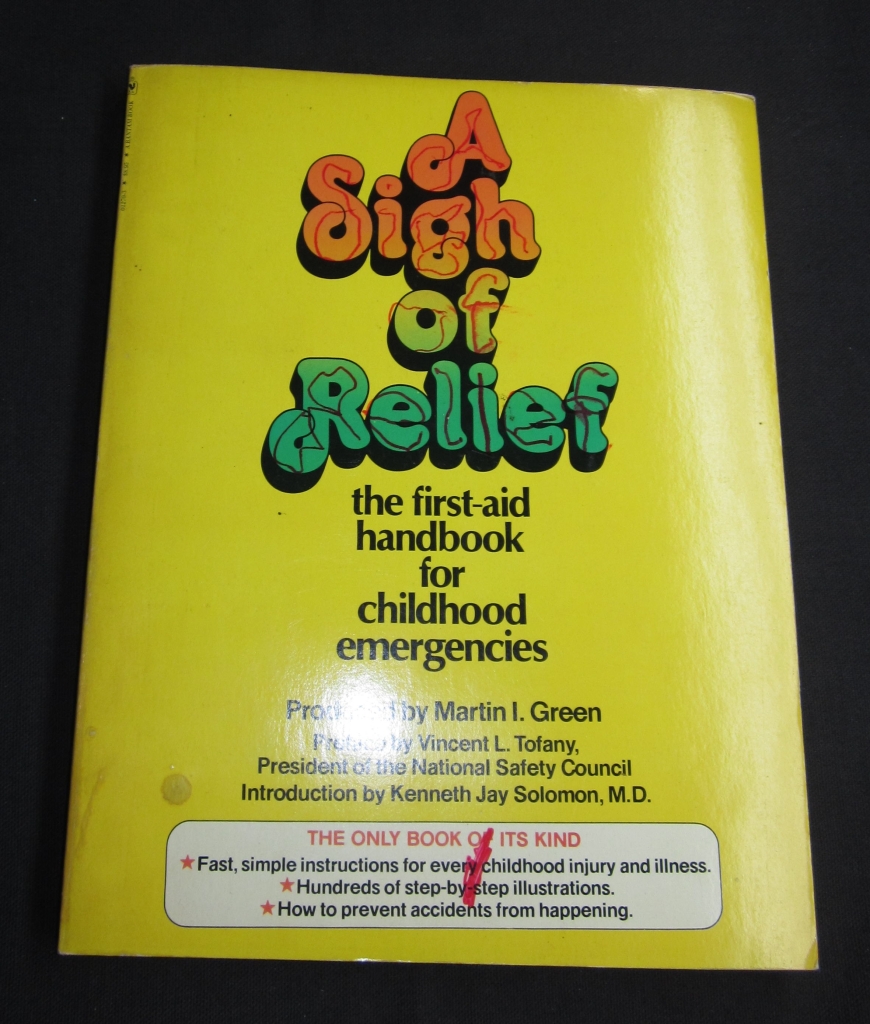 A
Sigh
of
Relief
the first-aid
handbook
for
childhood
emergencies
Produced by Martin I. Green
Preface by Vincent L. Tofany,
President of the National Safety Council
Introduction by Kenneth Jay Solomon, M.D.
THE ONLY BOOK OF ITS KIND
★Fast, simple instructions for every childhood injury and illness.
★Hundreds of step-by-step illustrations.
★How to prevent accidents from happening.